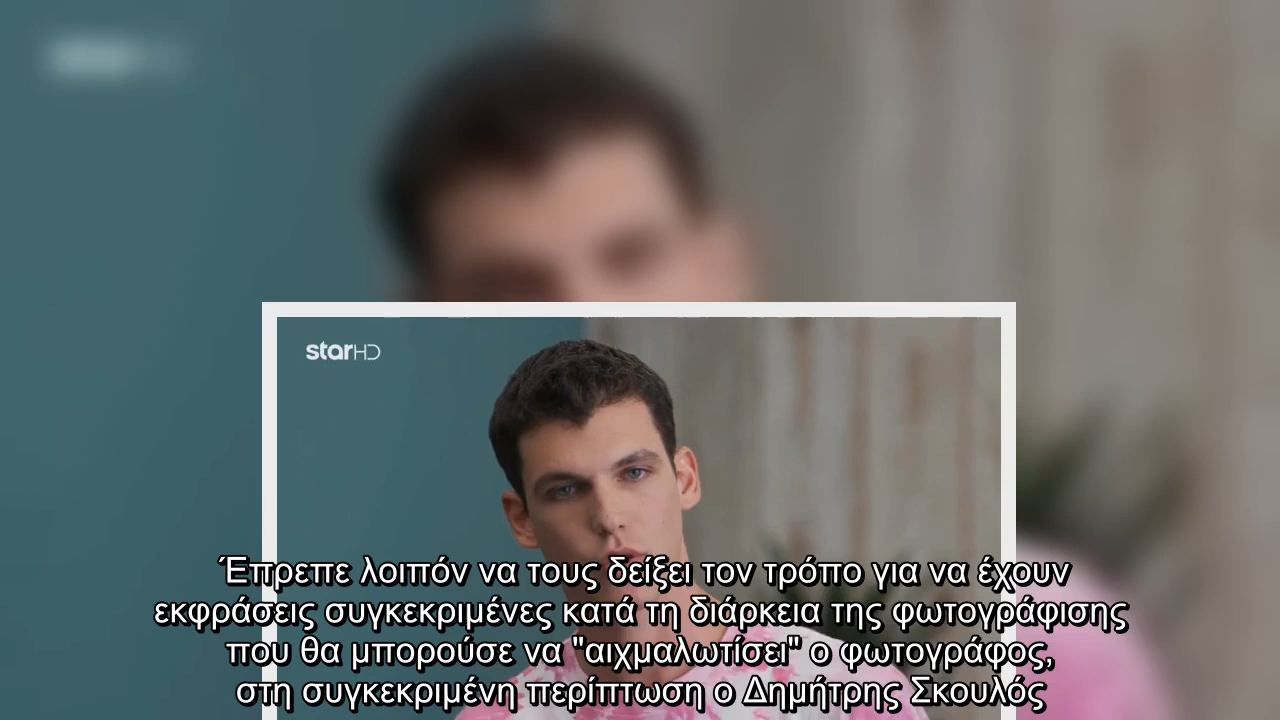 starHD
Έπρεπε λοιπόν να τους δείξει τον τρόπο για να έχουν
εκφράσεις συγκεκριμένες κατά τη διάρκεια της φωτογράφισης
που θα μπορούσε να "αιχμαλωτίσει" ο φωτογράφος,
στη συγκεκριμένη περίπτωση ο Δημήτρης Σκουλός